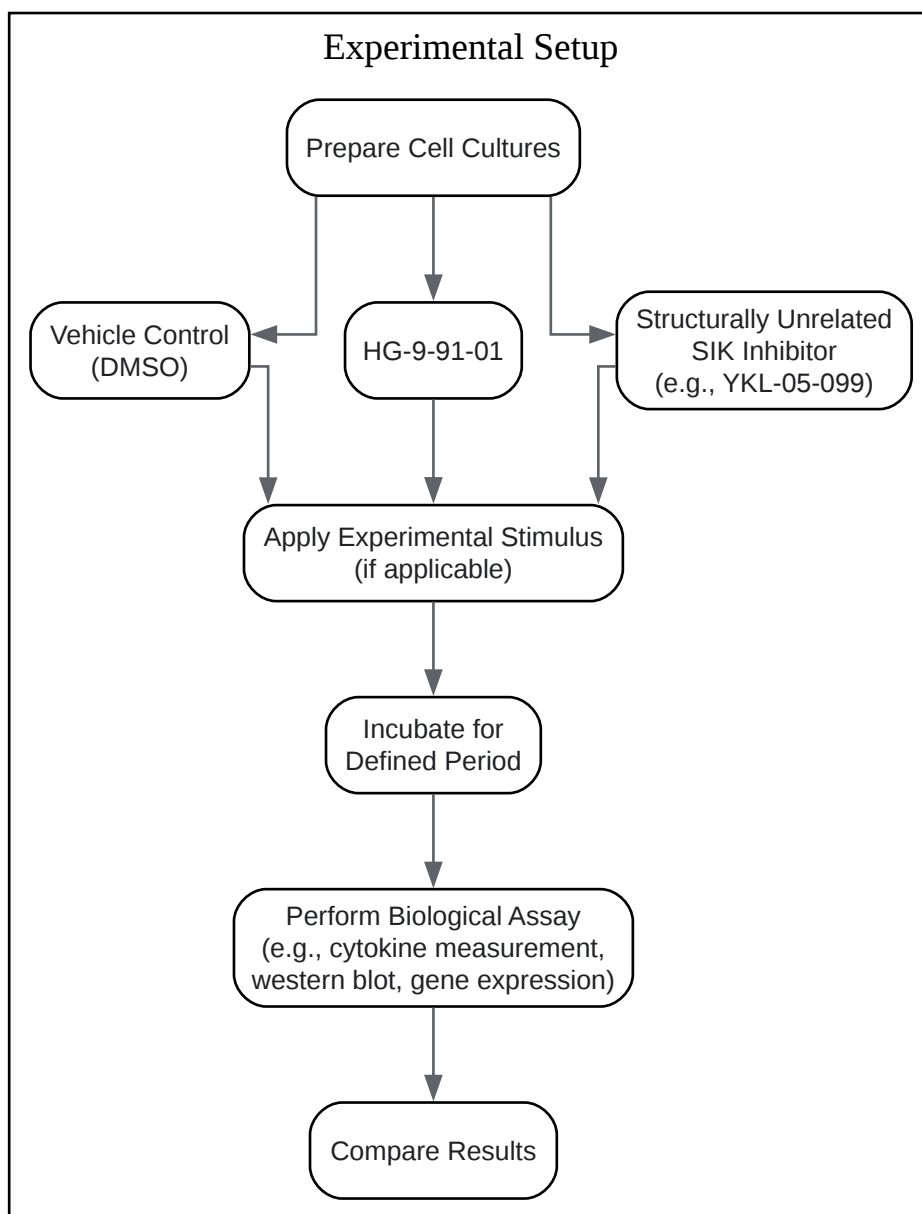 Experimental Setup
Prepare Cell Cultures
Vehicle Control
(DMSO)
HG-9-91-01
Structurally Unrelated
SIK Inhibitor
(e.g., YKL-05-099)
Apply Experimental Stimulus
(if applicable)
Incubate for
Defined Period
Perform Biological Assay
(e.g., cytokine measurement,
western blot, gene expression)
Compare Results